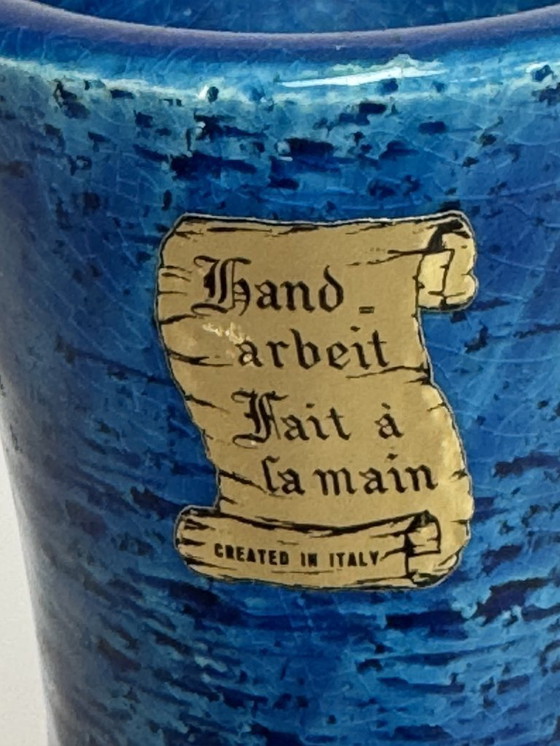 Hand=
arbeit
Fait à
la main
CREATED IN ITALY